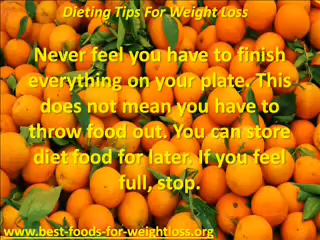 Dieting Tips For Weight Loss
Never feel you have to finish
everything on your plate. This
does not mean you have to
throw food out. You can store
diet food for later. If you feel
full, stop.
www.best-foods-for-weightloss.org